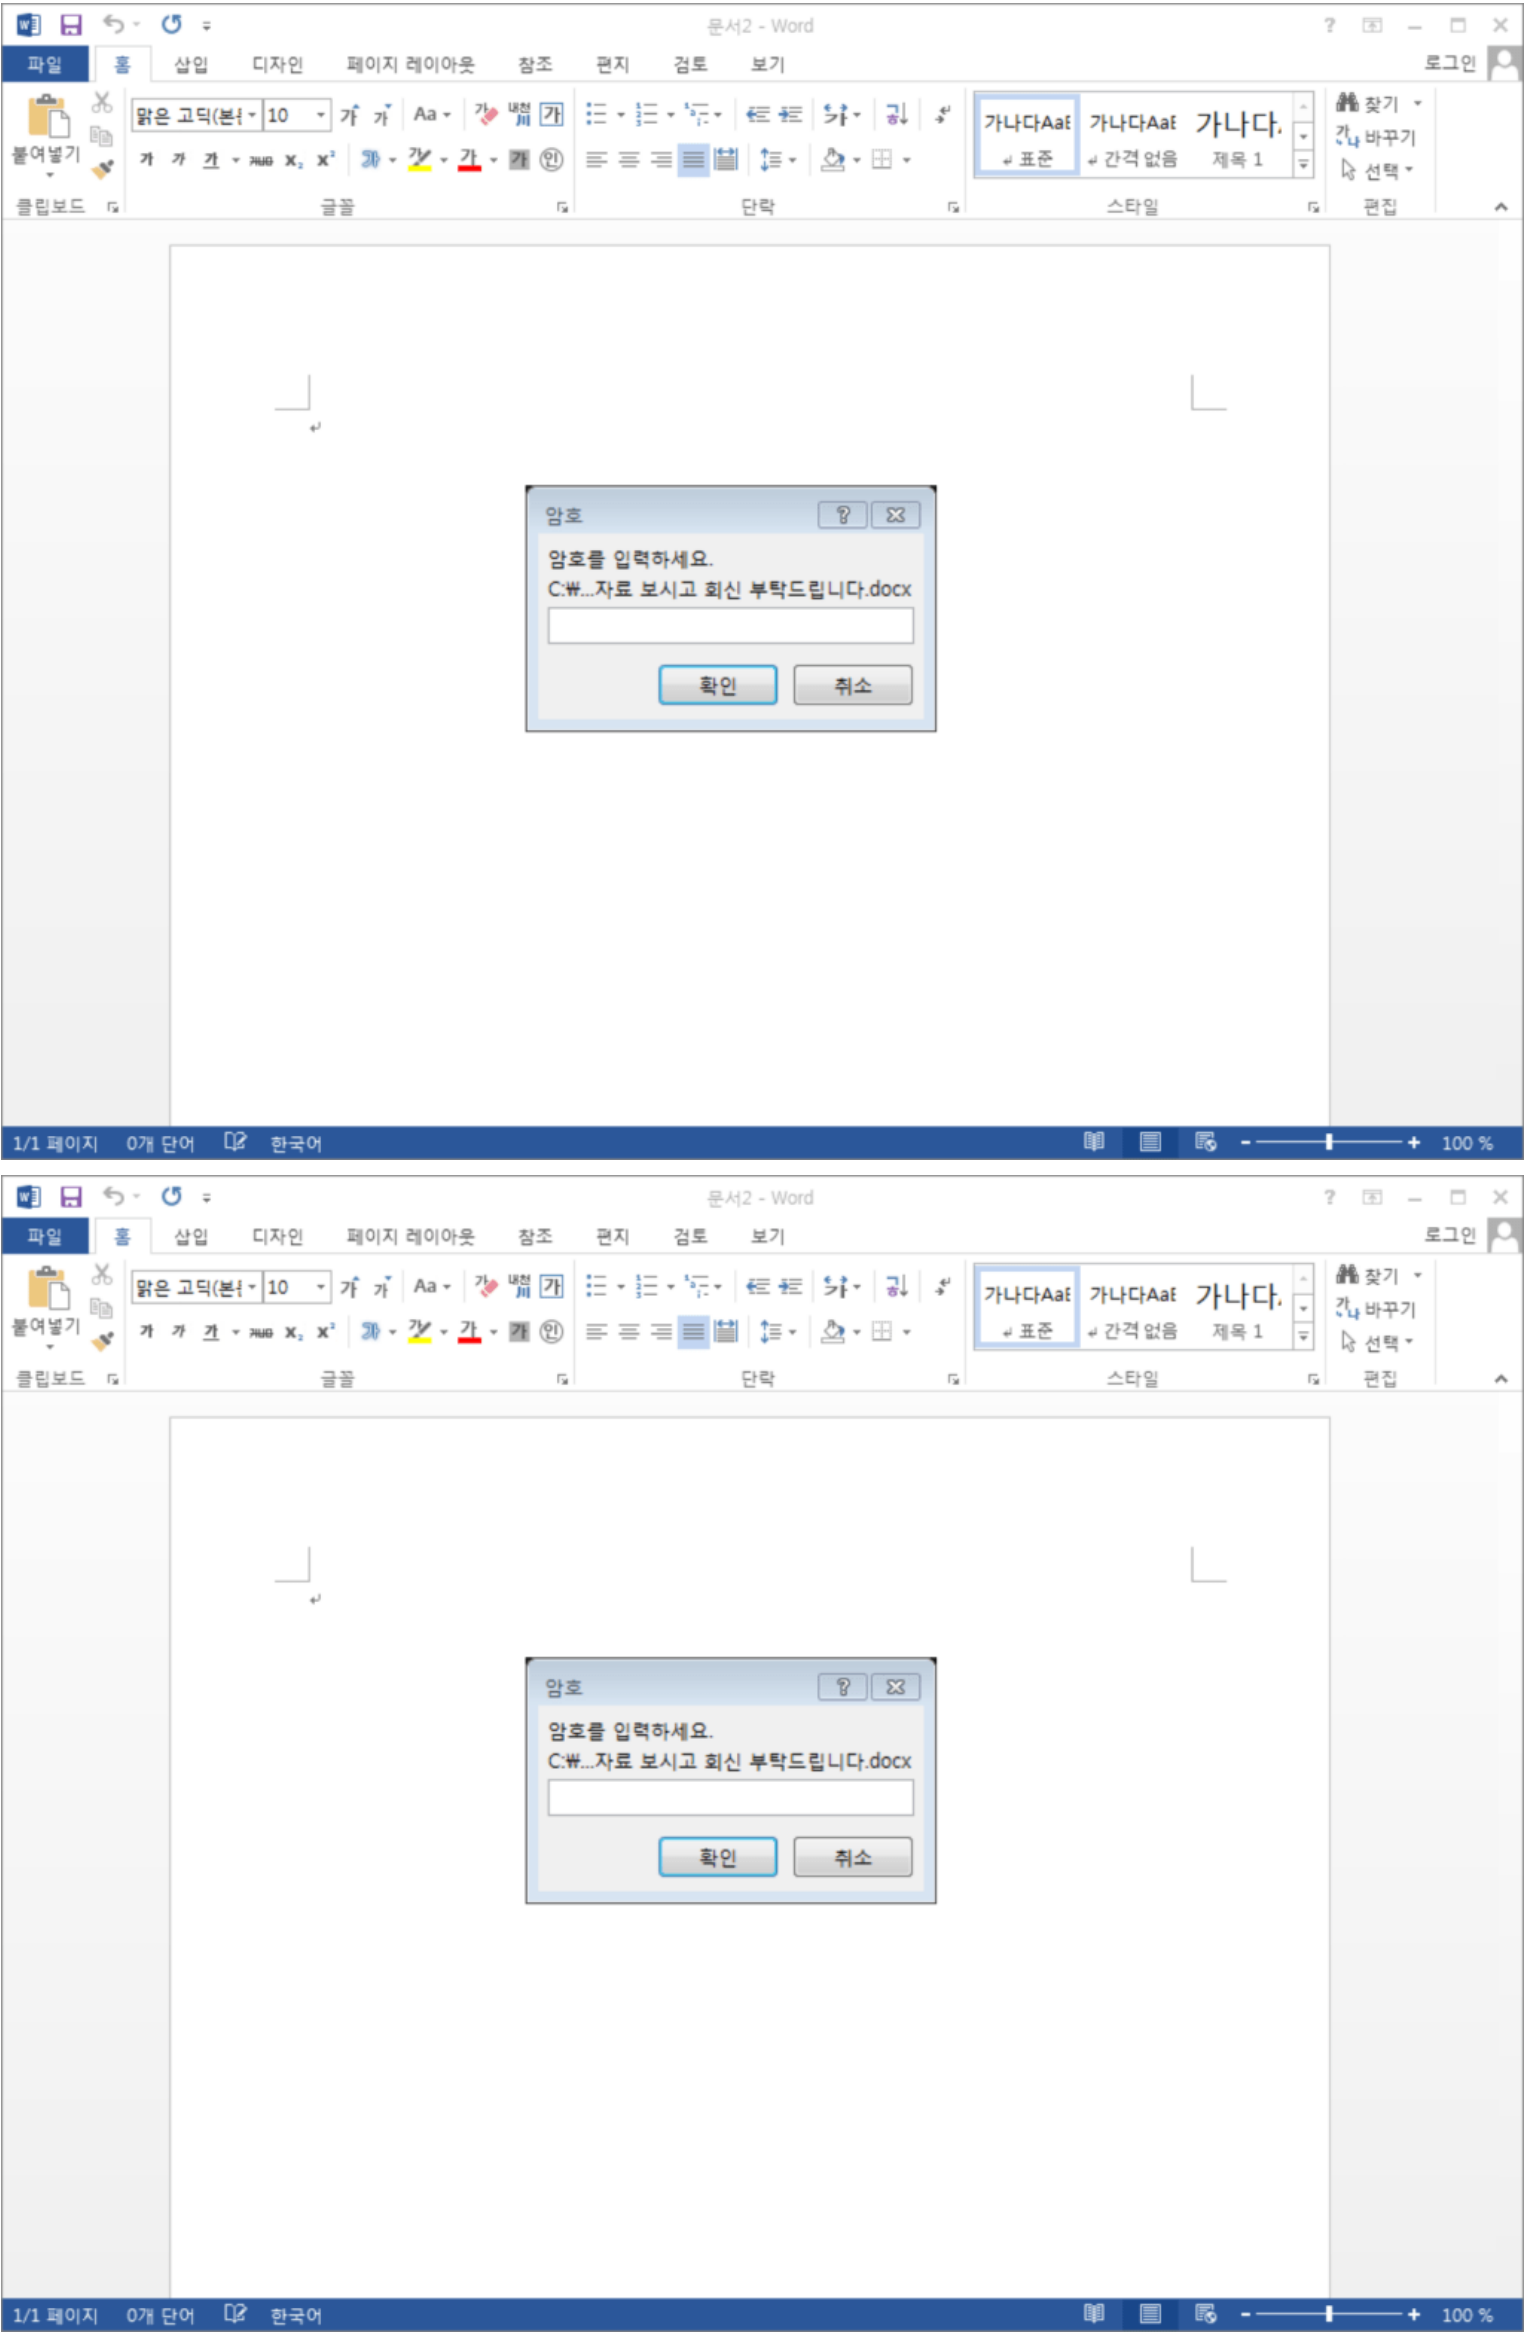 문서2 - Word
파일 홈 삽입 디자인 페이지 레이아웃 참조 편지 검토 보기 로그인
붙여넣기
맑은 고딕(본 10 Aa
가나다AaE 가나다AaE 가나다
표준 간격 없음 제목 1
찾기
바꾸기
선택
클립보드 글꼴 단락 스타일 편집
암호
암호를 입력하세요.
C:₩...자료 보시고 회신 부탁드립니다.docx
확인 취소
1/1 페이지 0개 단어 한국어 100 %
문서2 - Word
파일 홈 삽입 디자인 페이지 레이아웃 참조 편지 검토 보기 로그인
붙여넣기
맑은 고딕(본 10 Aa
가나다AaE 가나다AaE 가나다
표준 간격 없음 제목 1
찾기
바꾸기
선택
클립보드 글꼴 단락 스타일 편집
암호
암호를 입력하세요.
C:₩...자료 보시고 회신 부탁드립니다.docx
확인 취소
1/1 페이지 0개 단어 한국어 100 %